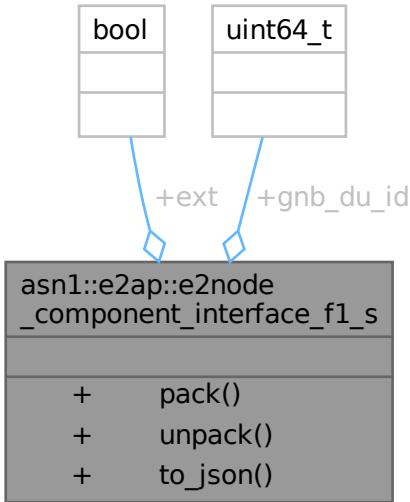 bool
uint64_t
+ext
+gnb_du_id
asn1::e2ap::e2node
_component_interface_f1_s
+ pack()
+ unpack()
+ to_json()